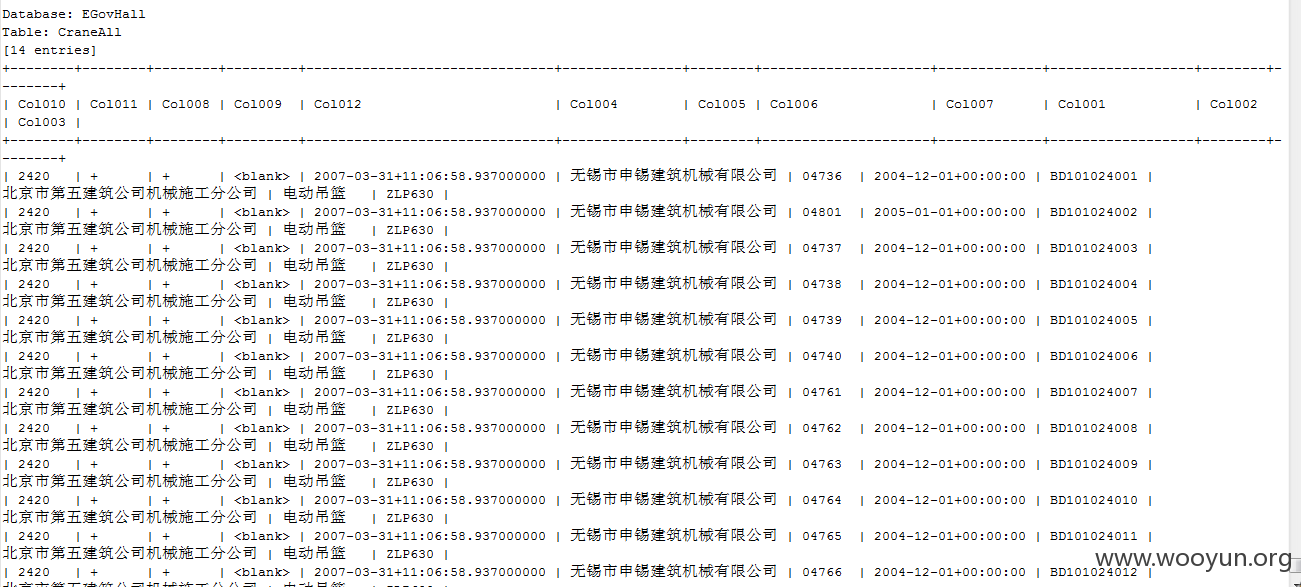 Database: EGovHall
Table: CraneAll
[14 entries]
+--------+--------+--------+---------+-------------------------------+----------------+--------+---------------------+-------------+------------------+--------+-
-------+
| Col010 | Col011 | Col008 | Col009 | Col012 | Col004 | Col005 | Col006 | Col007 | Col001 | Col002
| Col003 |
+--------+--------+--------+---------+-------------------------------+----------------+--------+---------------------+-------------+------------------+--------+-
-------+
| 2420 | + | + | <blank> | 2007-03-31+11:06:58.937000000 | 无锡市申锡建筑机械有限公司 | 04736 | 2004-12-01+00:00:00 | BD101024001 |
北京市第五建筑公司机械施工分公司 | 电动吊篮 | ZLP630 |
| 2420 | + | + | <blank> | 2007-03-31+11:06:58.937000000 | 无锡市申锡建筑机械有限公司 | 04801 | 2005-01-01+00:00:00 | BD101024002 |
北京市第五建筑公司机械施工分公司 | 电动吊篮 | ZLP630 |
| 2420 | + | + | <blank> | 2007-03-31+11:06:58.937000000 | 无锡市申锡建筑机械有限公司 | 04737 | 2004-12-01+00:00:00 | BD101024003 |
北京市第五建筑公司机械施工分公司 | 电动吊篮 | ZLP630 |
| 2420 | + | + | <blank> | 2007-03-31+11:06:58.937000000 | 无锡市申锡建筑机械有限公司 | 04738 | 2004-12-01+00:00:00 | BD101024004 |
北京市第五建筑公司机械施工分公司 | 电动吊篮 | ZLP630 |
| 2420 | + | + | <blank> | 2007-03-31+11:06:58.937000000 | 无锡市申锡建筑机械有限公司 | 04739 | 2004-12-01+00:00:00 | BD101024005 |
北京市第五建筑公司机械施工分公司 | 电动吊篮 | ZLP630 |
| 2420 | + | + | <blank> | 2007-03-31+11:06:58.937000000 | 无锡市申锡建筑机械有限公司 | 04740 | 2004-12-01+00:00:00 | BD101024006 |
北京市第五建筑公司机械施工分公司 | 电动吊篮 | ZLP630 |
| 2420 | + | + | <blank> | 2007-03-31+11:06:58.937000000 | 无锡市申锡建筑机械有限公司 | 04761 | 2004-12-01+00:00:00 | BD101024007 |
北京市第五建筑公司机械施工分公司 | 电动吊篮 | ZLP630 |
| 2420 | + | + | <blank> | 2007-03-31+11:06:58.937000000 | 无锡市申锡建筑机械有限公司 | 04762 | 2004-12-01+00:00:00 | BD101024008 |
北京市第五建筑公司机械施工分公司 | 电动吊篮 | ZLP630 |
| 2420 | + | + | <blank> | 2007-03-31+11:06:58.937000000 | 无锡市申锡建筑机械有限公司 | 04763 | 2004-12-01+00:00:00 | BD101024009 |
北京市第五建筑公司机械施工分公司 | 电动吊篮 | ZLP630 |
| 2420 | + | + | <blank> | 2007-03-31+11:06:58.937000000 | 无锡市申锡建筑机械有限公司 | 04764 | 2004-12-01+00:00:00 | BD101024010 |
北京市第五建筑公司机械施工分公司 | 电动吊篮 | ZLP630 |
| 2420 | + | + | <blank> | 2007-03-31+11:06:58.937000000 | 无锡市申锡建筑机械有限公司 | 04765 | 2004-12-01+00:00:00 | BD101024011 |
北京市第五建筑公司机械施工分公司 | 电动吊篮 | ZLP630 |
| 2420 | + | + | <blank> | 2007-03-31+11:06:58.937000000 | 无锡市申锡建筑机械有限公司 | 04766 | 2004-12-01+00:00:00 | BD101024012 |
www.wooyun.org